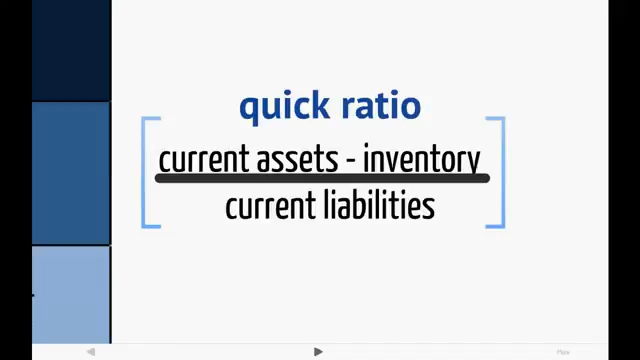 quick ratio
current assets - inventory
current liabilities